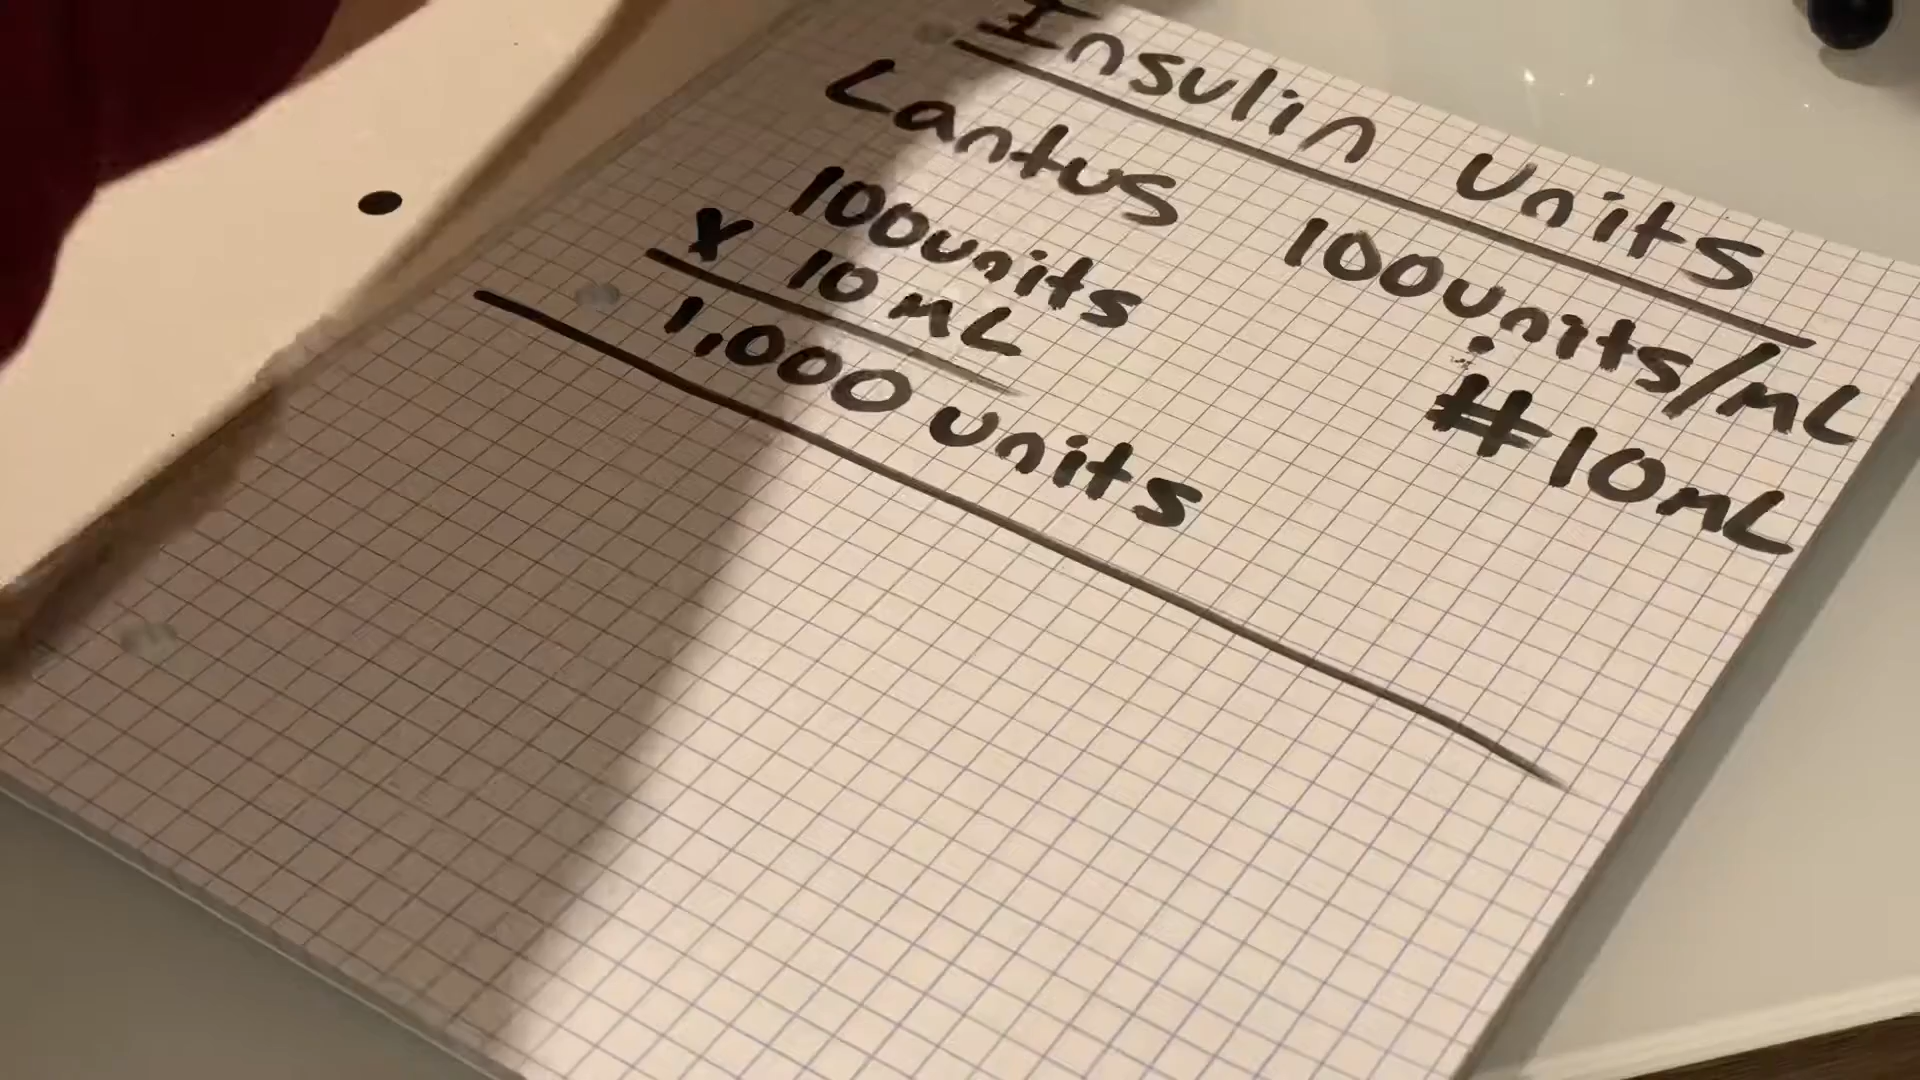 Insulin Units
Lantus 100units/mL
#10mL
100units
x 10mL
1,000 units